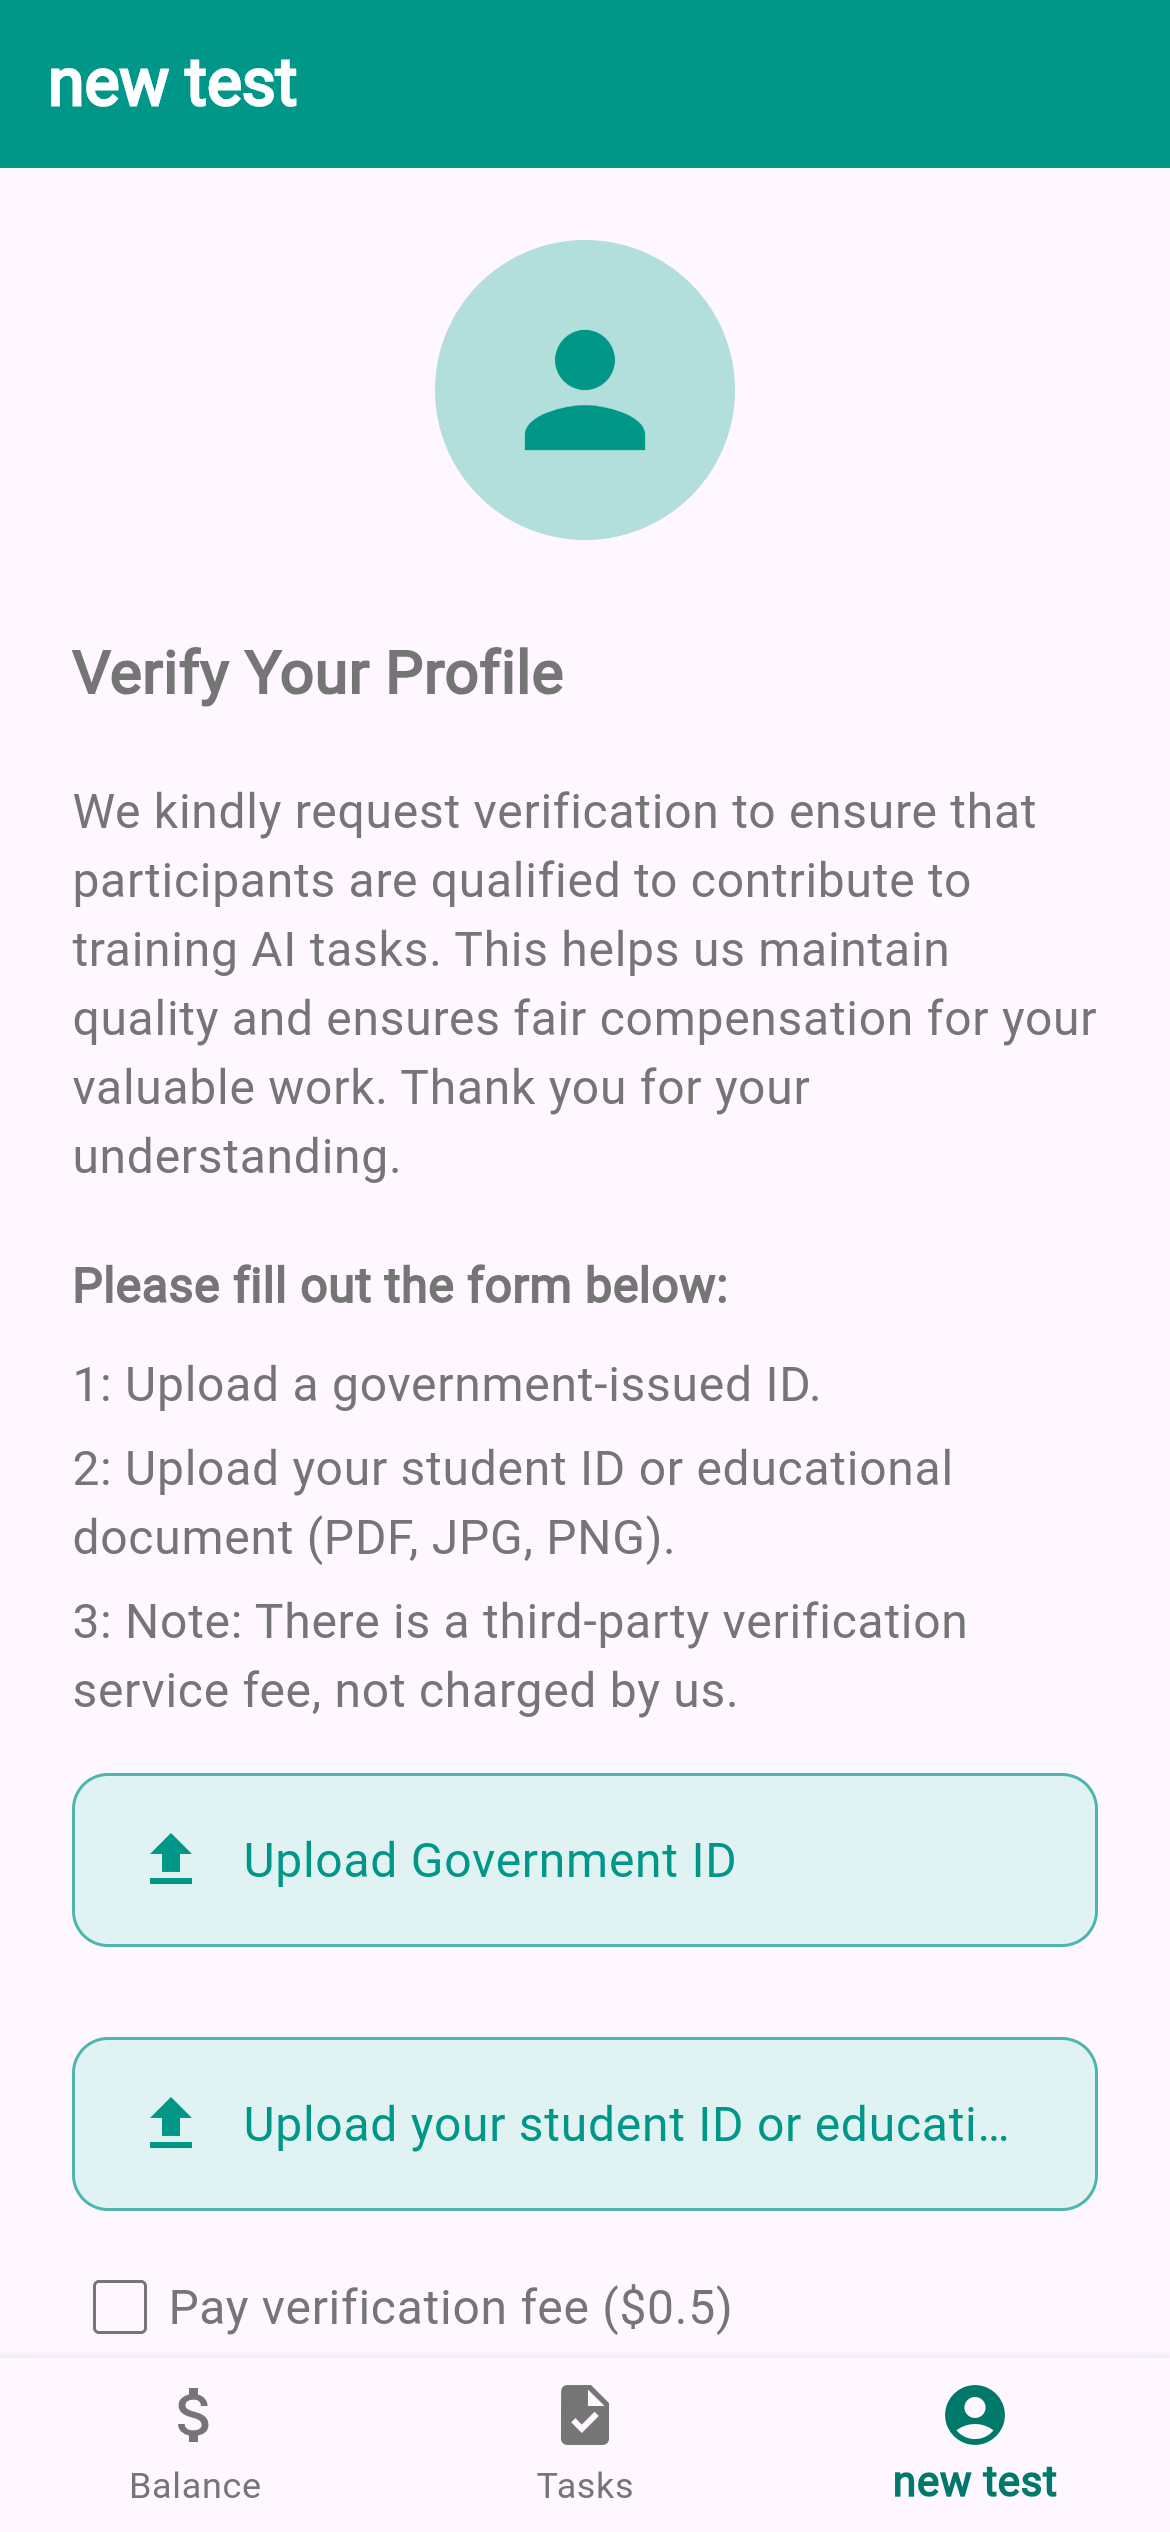 new test
Verify Your Profile
We kindly request verification to ensure that
participants are qualified to contribute to
training AI tasks. This helps us maintain
quality and ensures fair compensation for your
valuable work. Thank you for your
understanding.
Please fill out the form below:
1: Upload a government-issued ID.
2: Upload your student ID or educational
document (PDF, JPG, PNG).
3: Note: There is a third-party verification
service fee, not charged by us.
Upload Government ID
Upload your student ID or educati…
Pay verification fee ($0.5)
Balance
Tasks
new test